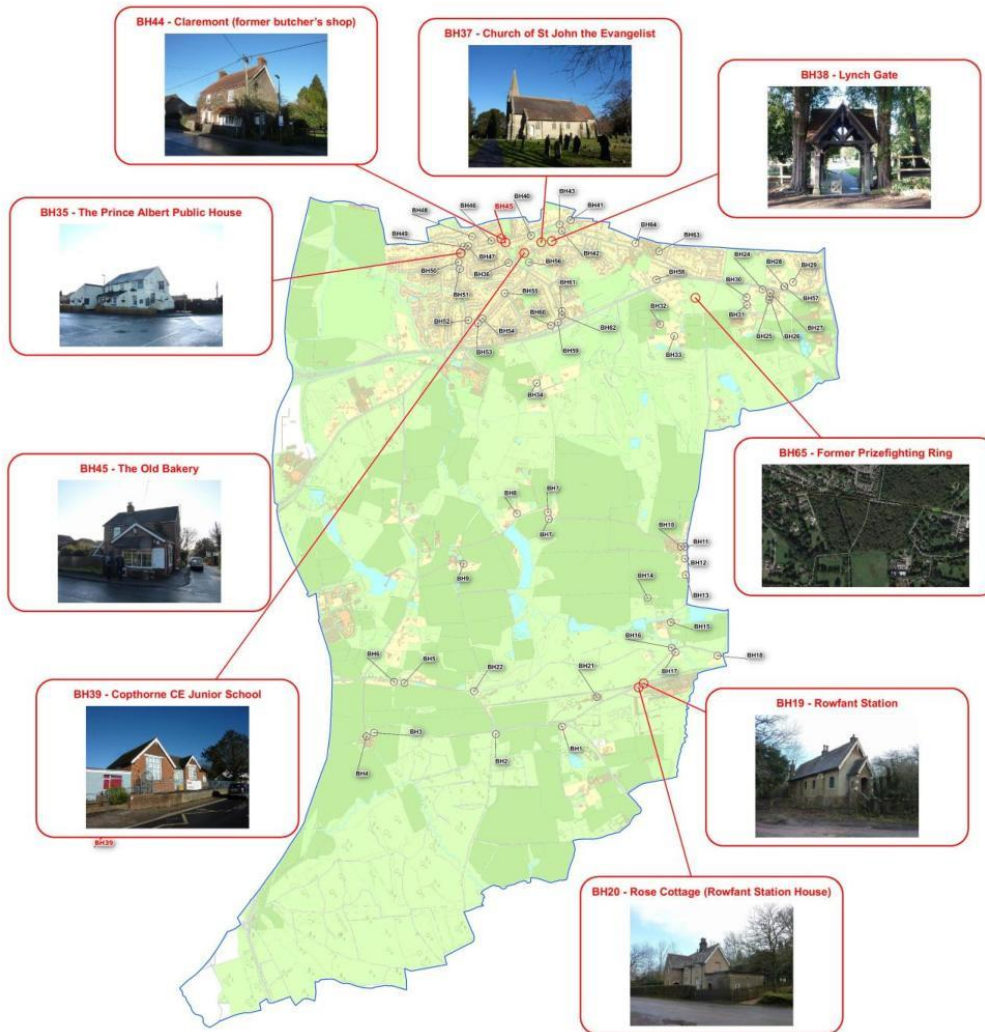 BH44 - Claremont (former butcher's shop)
BH37 - Church of St John the Evangelist
BH38 - Lynch Gate
BH35 - The Prince Albert Public House
BH43
BH40
BH41
BH48
BH46
BH45
BH64
BH49
BH63
BH47
BH42
BH24
BH28
BH50
BH36
BH56
BH58
BH30
BH29
BH51
BH61
BH55
BH32
BH31
BH57
BH52
BH54
BH60
BH62
BH27
BH53
BH59
BH33
BH25
BH26
BH34
BH45 - The Old Bakery
BH65 - Former Prizefighting Ring
BH8
BH7
BH7
BH10
BH11
BH9
BH12
BH14
BH13
BH15
BH16
BH18
BH6
BH5
BH22
BH21
BH17
BH39 - Copthorne CE Junior School
BH19 - Rowfant Station
BH3
BH4
BH2
BH1
BH39
BH20 - Rose Cottage (Rowfant Station House)